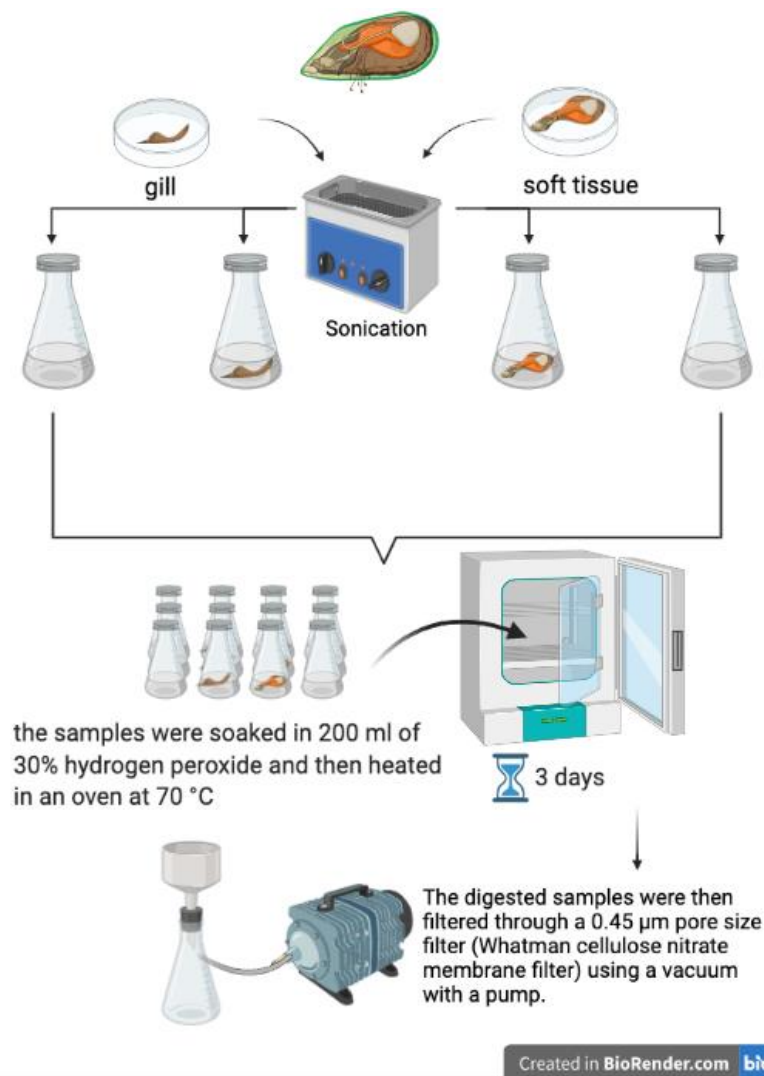 gill
soft tissue
Sonication
the samples were soaked in 200 ml of
30% hydrogen peroxide and then heated
in an oven at 70 °C
3 days
The digested samples were then
filtered through a 0.45 µm pore size
filter (Whatman cellulose nitrate
membrane filter) using a vacuum
with a pump.
Created in BioRender.com bio